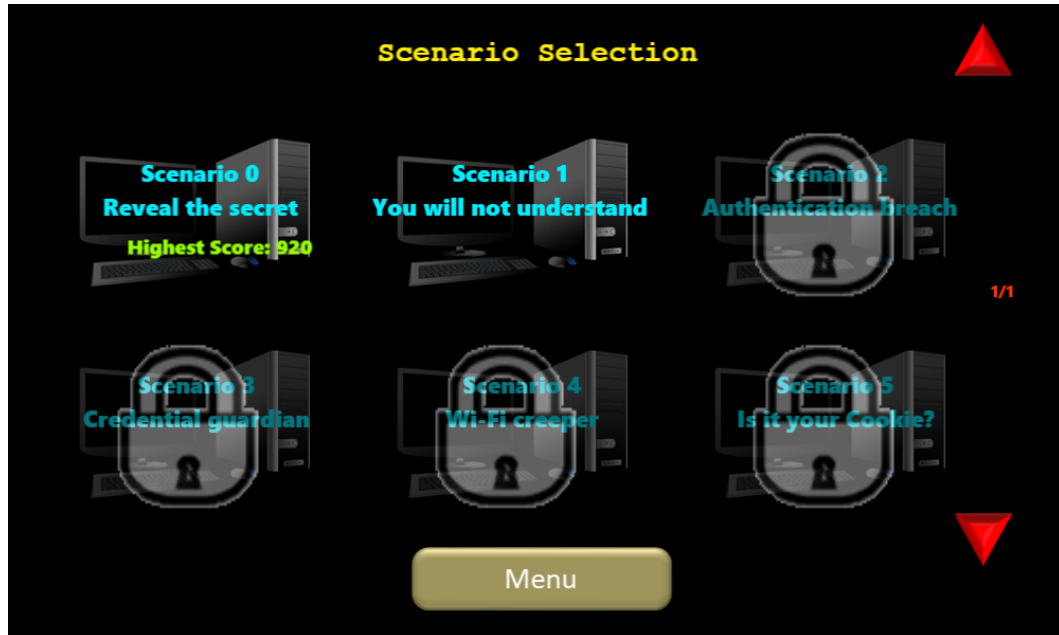 Scenario Selection
Scenario 0
Reveal the secret
Highest Score: 920
Scenario 1
You will not understand
Scenario 2
Authentication breach
1/1
Scenario 3
Credential guardian
Scenario 4
Wi-Fi creeper
Scenario 5
Is it your Cookie?
Menu